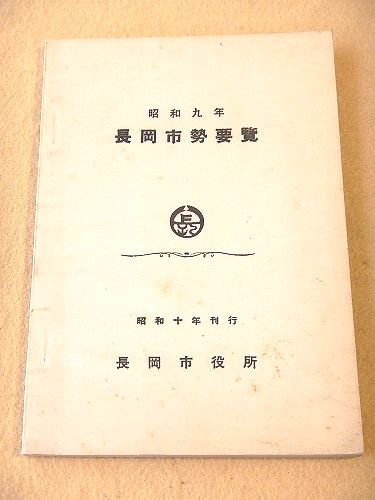 昭和九年
長岡市勢要覽
昭和十年刊行
長岡市役所